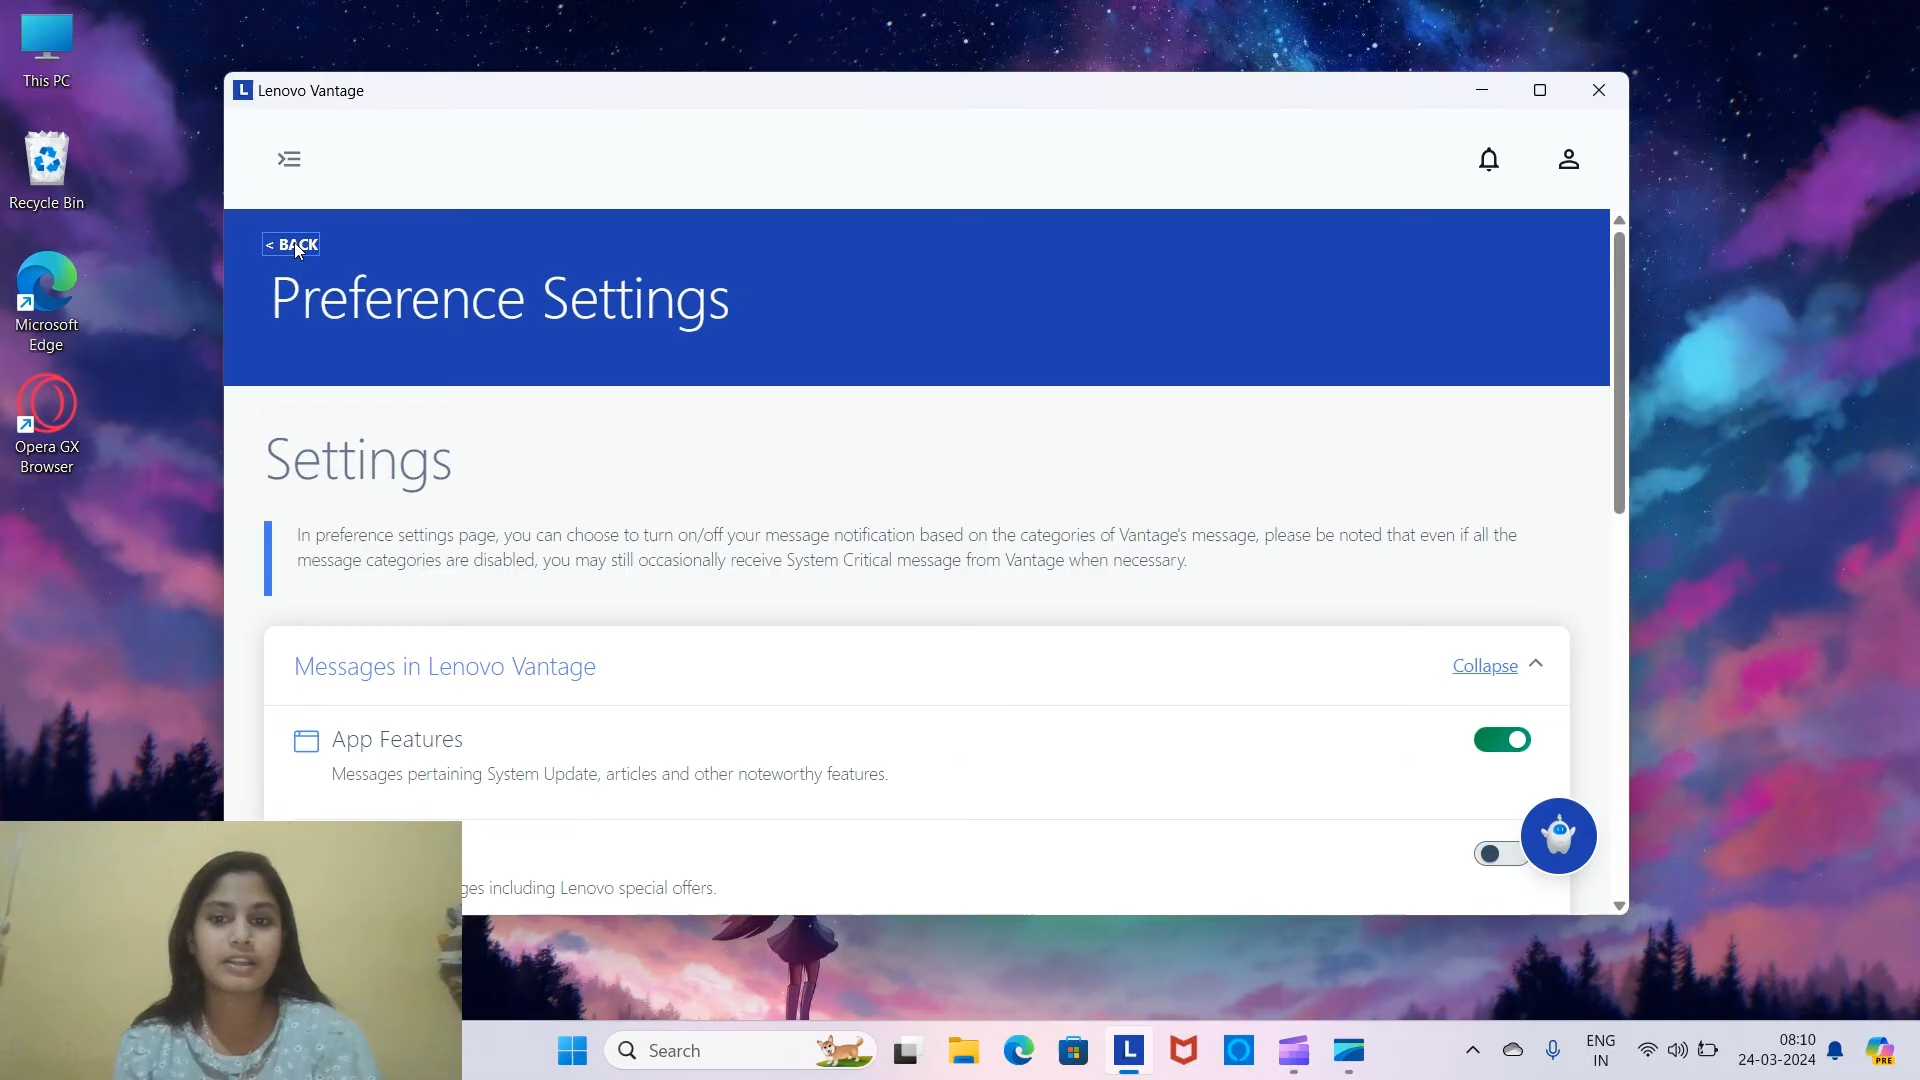 This PC
Recycle Bin
Microsoft
Edge
Opera GX
Browser
L Lenovo Vantage
< BACK
Preference Settings
Settings
In preference settings page, you can choose to turn on/off your message notification based on the categories of Vantage's message, please be noted that even if all the
message categories are disabled, you may still occasionally receive System Critical message from Vantage when necessary.
Messages in Lenovo Vantage
Collapse
App Features
Messages pertaining System Update, articles and other noteworthy features.
including Lenovo special offers.
Search
L
ENG
IN
08:10
24-03-2024
PRE